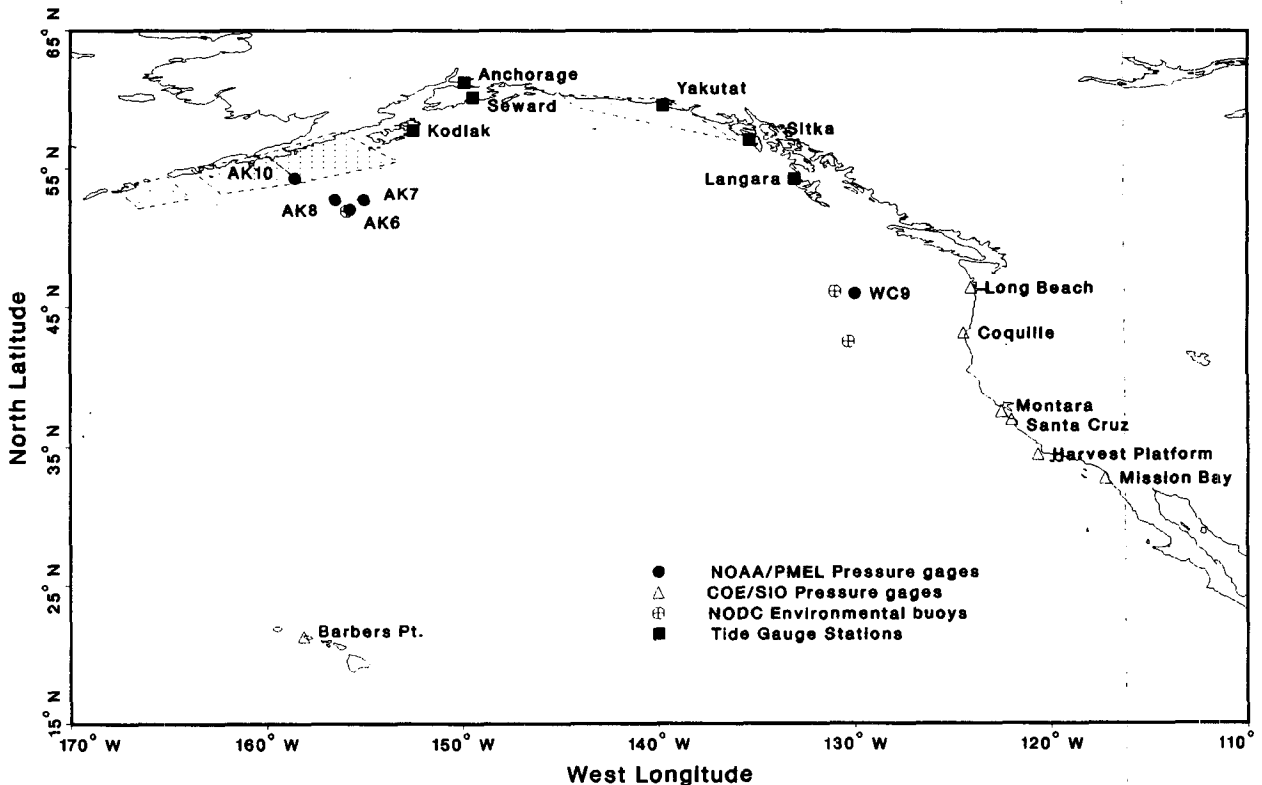 65° N
Anchorage
Yakutat
Seward
Kodiak
Sitka
55° N
AK10
Langara
AK7
AK8
AK6
North Latitude
45° N
WC9
Long Beach
Coquille
Montara
Santa Cruz
35° N
Harvest Platform
Mission Bay
NOAA/PMEL Pressure gages
COE/SIO Pressure gages
25° N
NODC Environmental buoys
Barbers Pt.
Tide Gauge Stations
15° N
170° W 160° W 150° W 140° W 130° W 120° W 110°
West Longitude